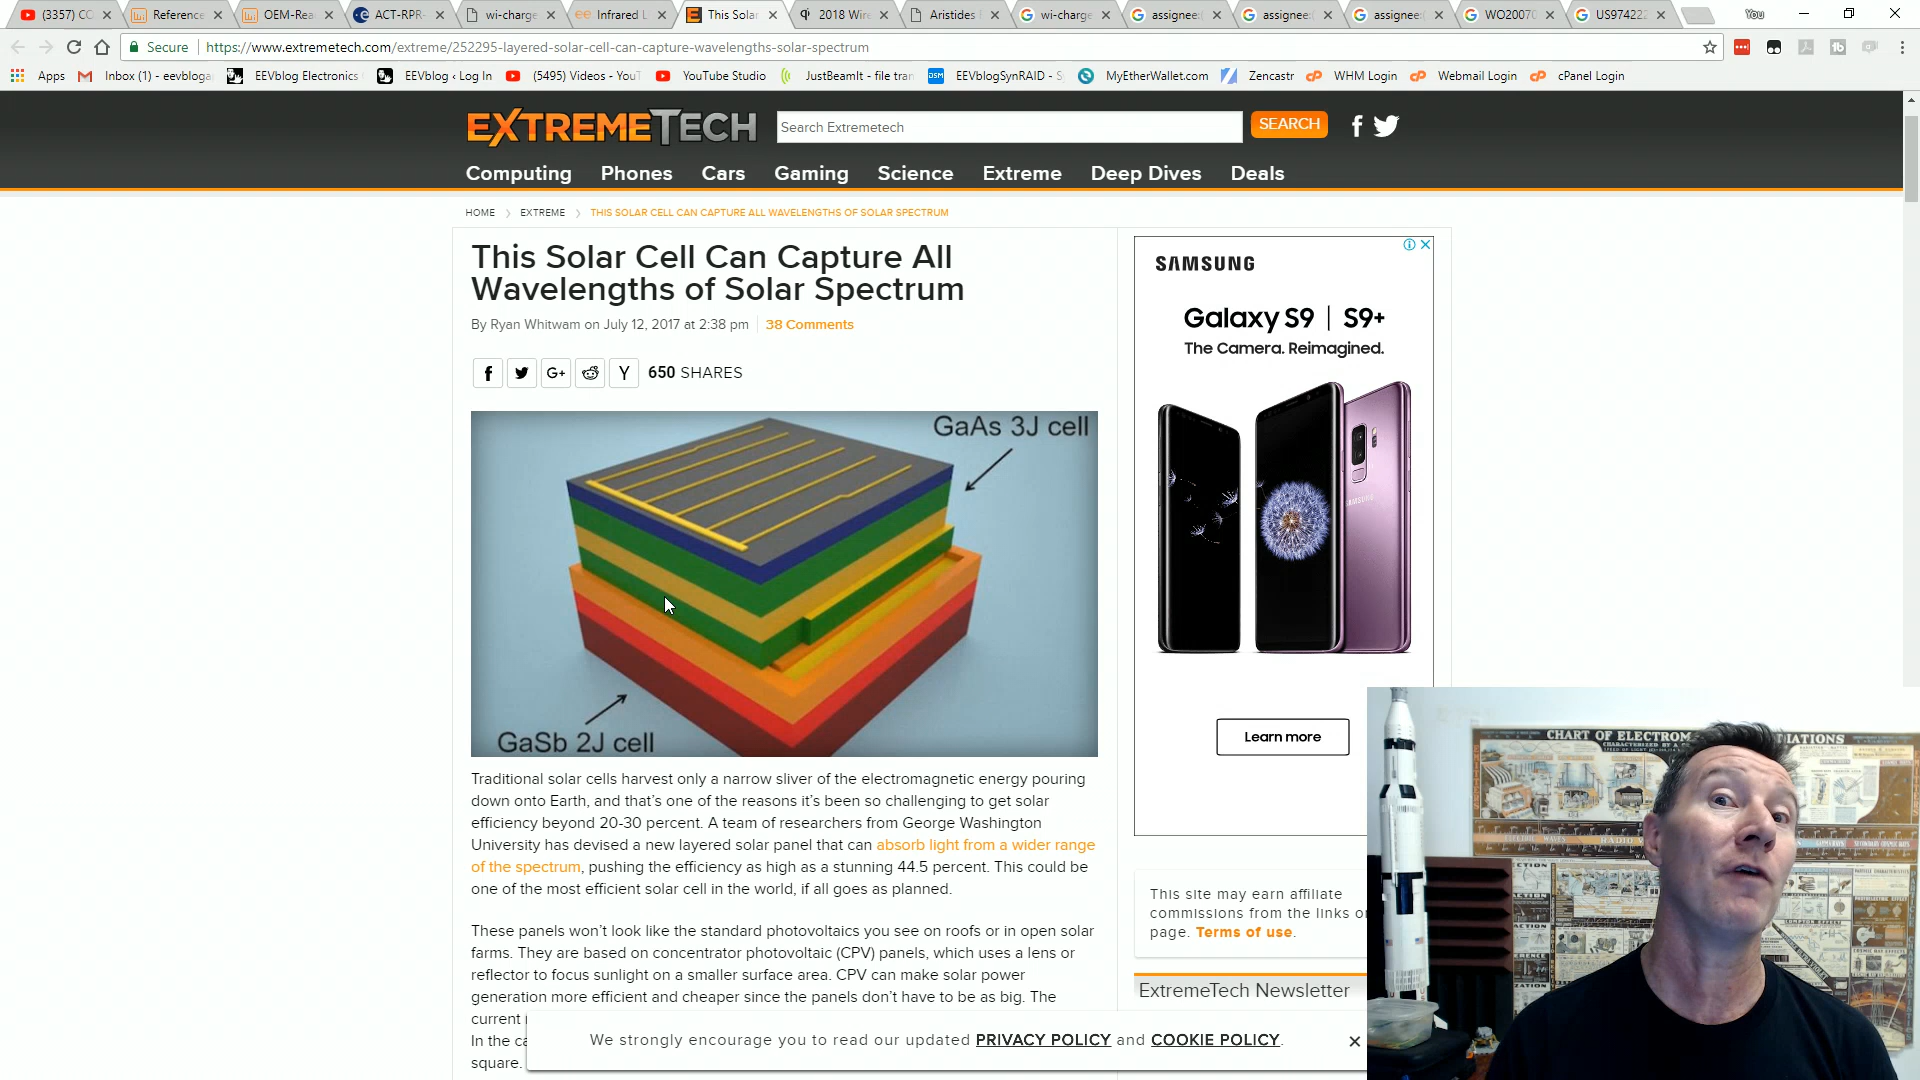 (3357) CC
Reference
OEM-Rea
ACT-RPR-
wi-charge
Infrared L
This Solar
2018 Wire
Aristides
wi-charge
assignee:
assignee:
assignee:
WO20070
US974222
You
Secure
https://www.extremetech.com/extreme/252295-layered-solar-cell-can-capture-wavelengths-solar-spectrum
Apps
Inbox (1) - eevbloga
EEVblog Electronics
EEVblog ‹ Log In
(5495) Videos - YouT
YouTube Studio
JustBeamIt - file tran
EEVblogSynRAID - S
MyEtherWallet.com
Zencastr
WHM Login
Webmail Login
cPanel Login
EXTREMETECH
Search Extremetech
SEARCH
Computing
Phones
Cars
Gaming
Science
Extreme
Deep Dives
Deals
HOME
EXTREME
THIS SOLAR CELL CAN CAPTURE ALL WAVELENGTHS OF SOLAR SPECTRUM
This Solar Cell Can Capture All
Wavelengths of Solar Spectrum
By Ryan Whitwam on July 12, 2017 at 2:38 pm
38 Comments
650 SHARES
GaAs 3J cell
GaSb 2J cell
Traditional solar cells harvest only a narrow sliver of the electromagnetic energy pouring
down onto Earth, and that's one of the reasons it's been so challenging to get solar
efficiency beyond 20-30 percent. A team of researchers from George Washington
University has devised a new layered solar panel that can absorb light from a wider range
of the spectrum, pushing the efficiency as high as a stunning 44.5 percent. This could be
one of the most efficient solar cell in the world, if all goes as planned.
These panels won't look like the standard photovoltaics you see on roofs or in open solar
farms. They are based on concentrator photovoltaic (CPV) panels, which uses a lens or
reflector to focus sunlight on a smaller surface area. CPV can make solar power
generation more efficient and cheaper since the panels don't have to be as big. The
current
In the ca
square.
SAMSUNG
Galaxy S9 | S9+
The Camera. Reimagined.
SAMSUNG
Learn more
This site may earn affiliate
commissions from the links on
page. Terms of use.
ExtremeTech Newsletter
We strongly encourage you to read our updated PRIVACY POLICY and COOKIE POLICY.
CHART OF ELECTROM
IATIONS